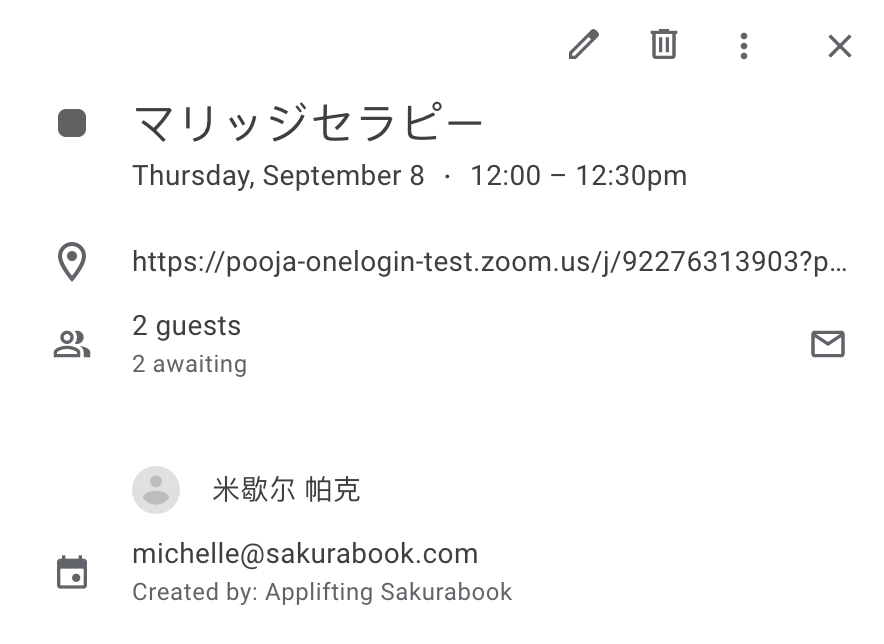 マリッジセラピー
Thursday, September 8 · 12:00 – 12:30pm
https://pooja-onelogin-test.zoom.us/j/92276313903?p...
2 guests
2 awaiting
米歇尔 帕克
michelle@sakurabook.com
Created by: Applifting Sakurabook